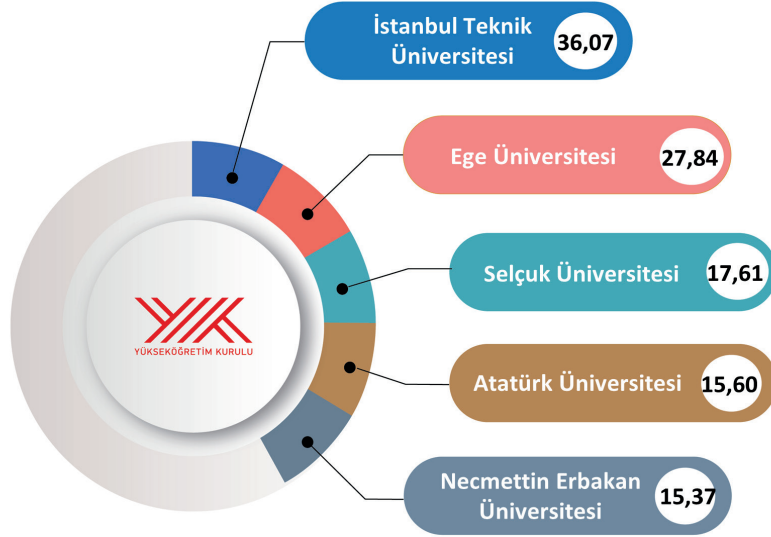 İstanbul Teknik
Üniversitesi
36,07
Ege Üniversitesi
27,84
Selçuk Üniversitesi
17,61
YÜKSEKÖĞRETİM KURULU
Atatürk Üniversitesi
15,60
Necmettin Erbakan
Üniversitesi
15,37